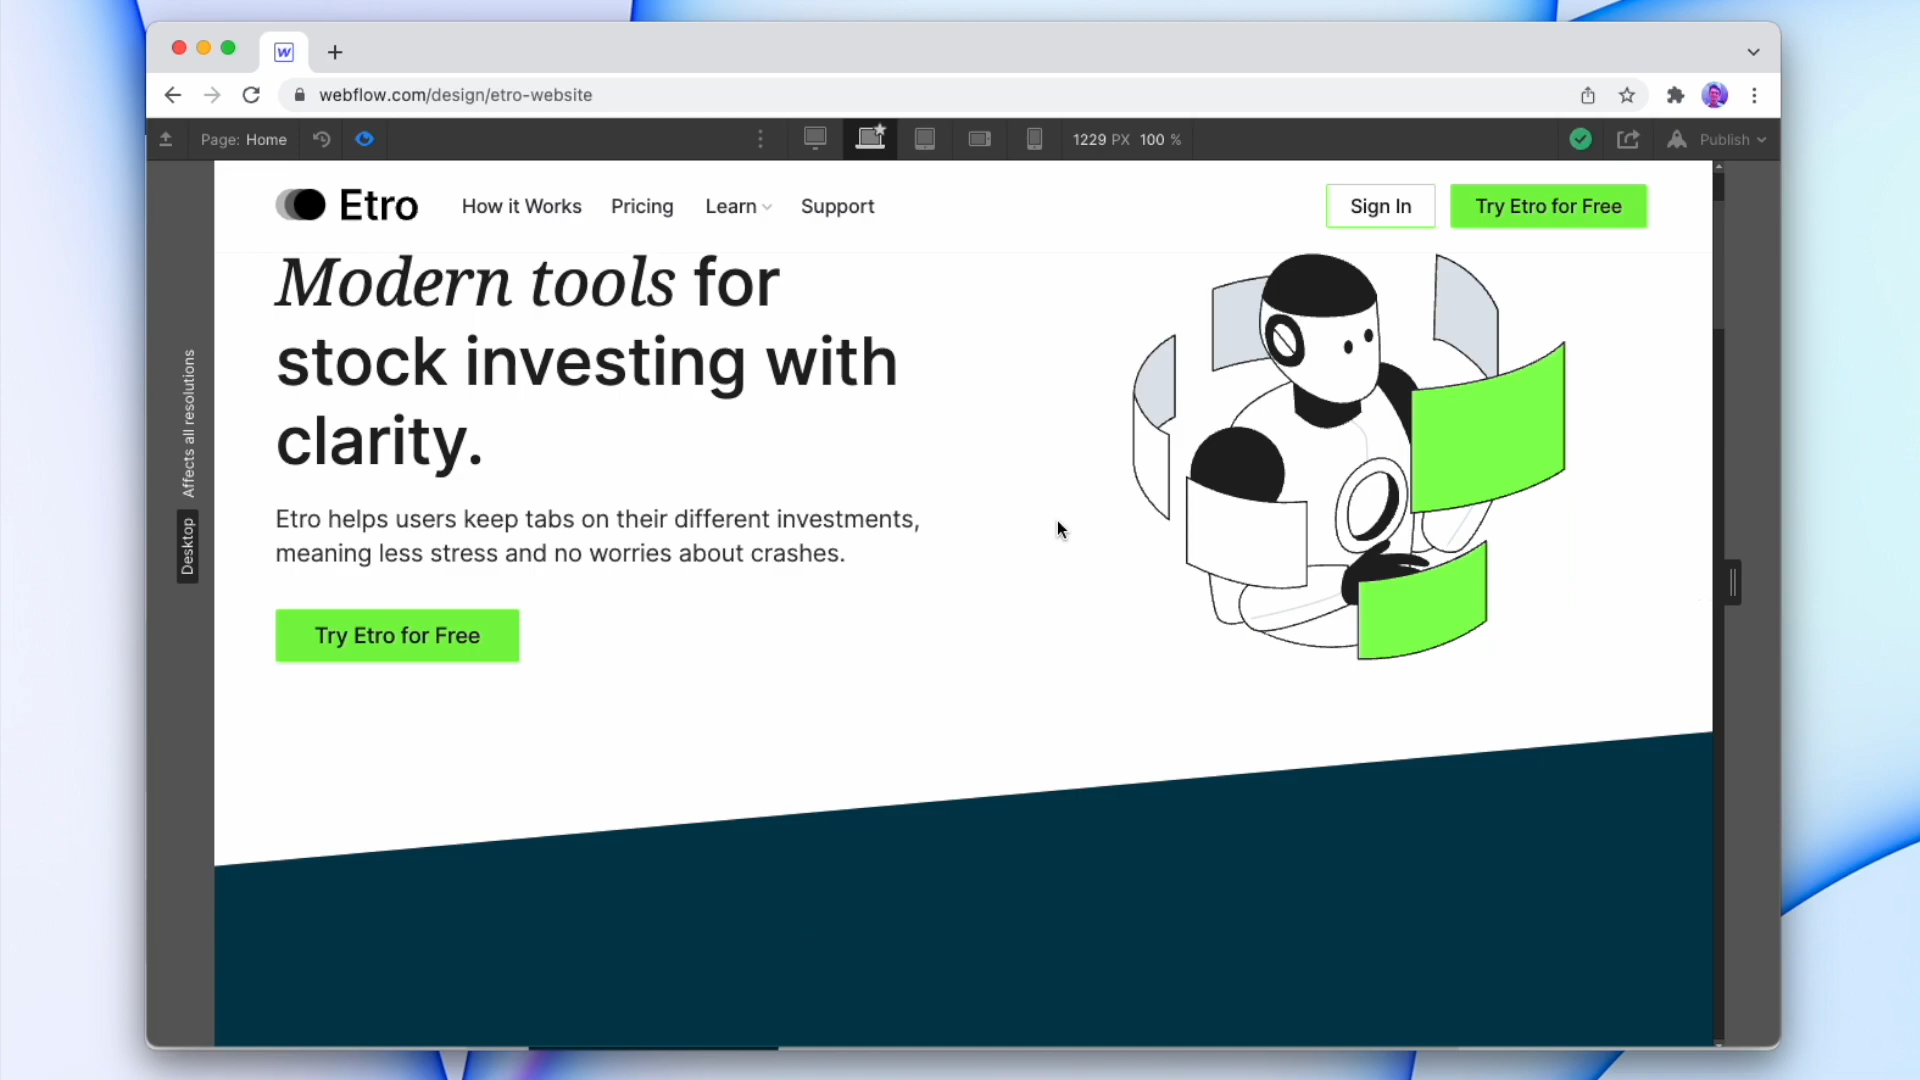 webflow.com/design/etro-website
Page: Home
1229 PX 100 %
Publish
Etro
How it Works
Pricing
Learn
Support
Sign In
Try Etro for Free
Modern tools for
stock investing with
clarity.
Etro helps users keep tabs on their different investments,
meaning less stress and no worries about crashes.
Try Etro for Free
Affects all resolutions
Desktop